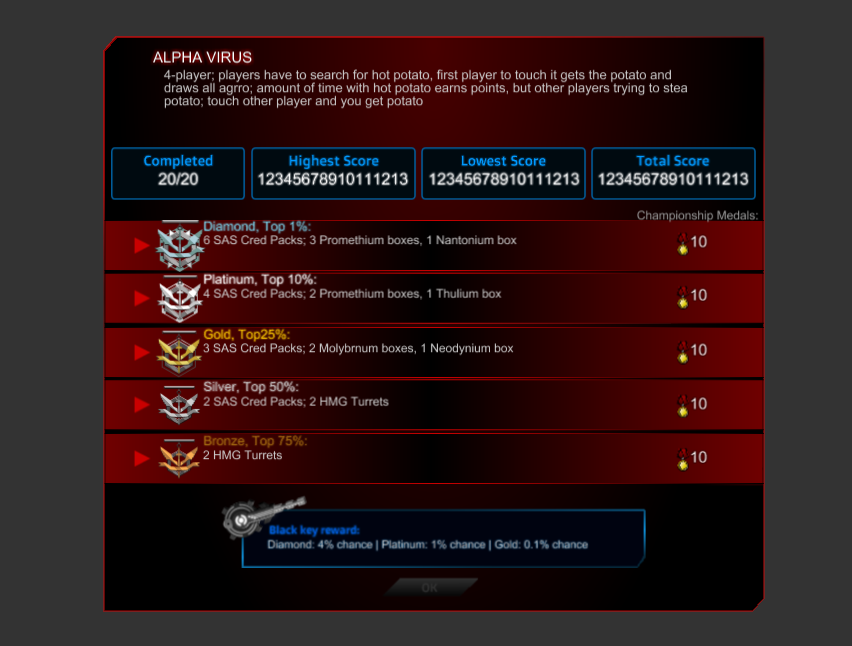 ALPHA VIRUS
4-player; players have to search for hot potato, first player to touch it gets the potato and
draws all agrro; amount of time with hot potato earns points, but other players trying to stea
potato; touch other player and you get potato
Completed
20/20
Highest Score
12345678910111213
Lowest Score
12345678910111213
Total Score
12345678910111213
Championship Medals:
Diamond, Top 1%:
6 SAS Cred Packs; 3 Promethium boxes, 1 Nantonium box
10
Platinum, Top 10%:
4 SAS Cred Packs; 2 Promethium boxes, 1 Thulium box
10
Gold, Top25%:
3 SAS Cred Packs; 2 Molybrnum boxes, 1 Neodynium box
10
Silver, Top 50%:
2 SAS Cred Packs; 2 HMG Turrets
10
Bronze, Top 75%:
2 HMG Turrets
10
Black key reward:
Diamond: 4% chance | Platinum: 1% chance | Gold: 0.1% chance
OK